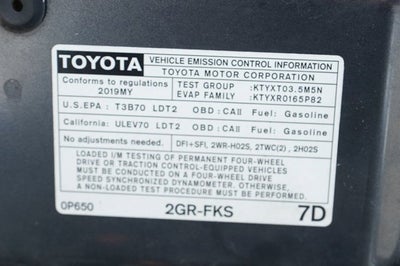 TOYOTA VEHICLE EMISSION CONTROL INFORMATION
TOYOTA MOTOR CORPORATION
Conforms to regulations TEST GROUP :KTYXT03.5M5N
2019MY EVAP FAMILY :KTYXR0165P82
U.S.EPA : T3B70 LDT2 OBD:CAII Fuel: Gasoline
California: ULEV70 LDT2 OBD:CAII Fuel: Gasoline
No adjustments needed. DFI+SFI, 2WR-HO2S, 2TWC(2), 2HO2S
LOADED I/M TESTING OF PERMANENT FOUR-WHEEL
DRIVE OR TRACTION CONTROL-EQUIPPED VEHICLES
SHOULD ONLY BE CONDUCTED USING A FOUR-WHEEL DRIVE
SPEED SYNCHRONIZED DYNAMOMETER. OTHERWISE,
A NON-LOADED TEST PROCEDURE MUST BE PERFORMED.
0P650 2GR-FKS 7D